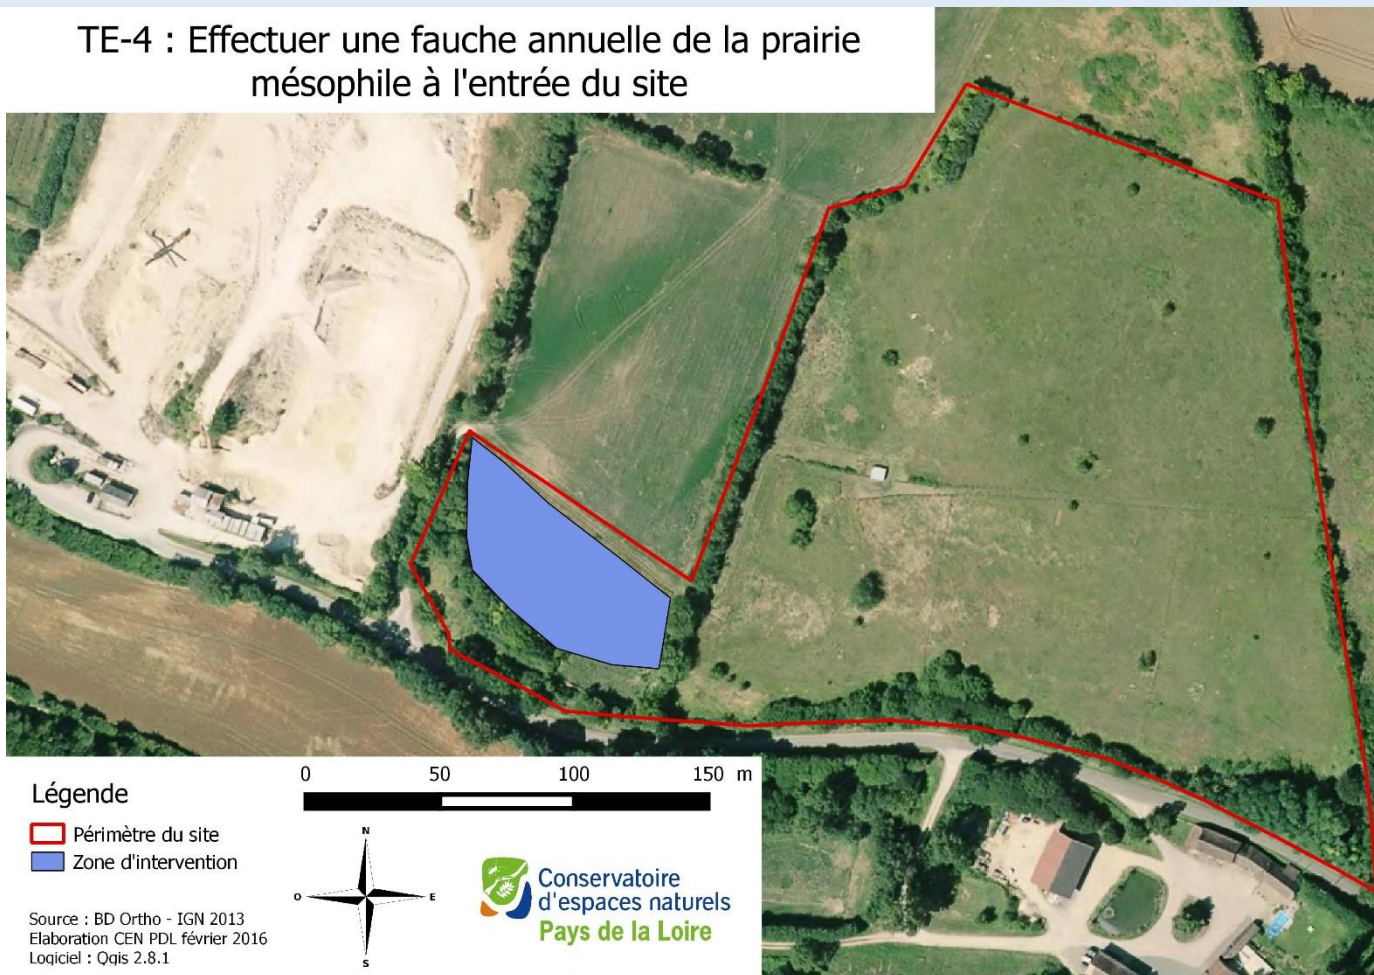 TE-4 : Effectuer une fauche annuelle de la prairie
mésophile à l'entrée du site
Légende
Périmètre du site
Zone d'intervention
0 50 100 150 m
N
O E
S
Source : BD Ortho - IGN 2013
Elaboration CEN PDL février 2016
Logiciel : Qgis 2.8.1
Conservatoire
d'espaces naturels
Pays de la Loire